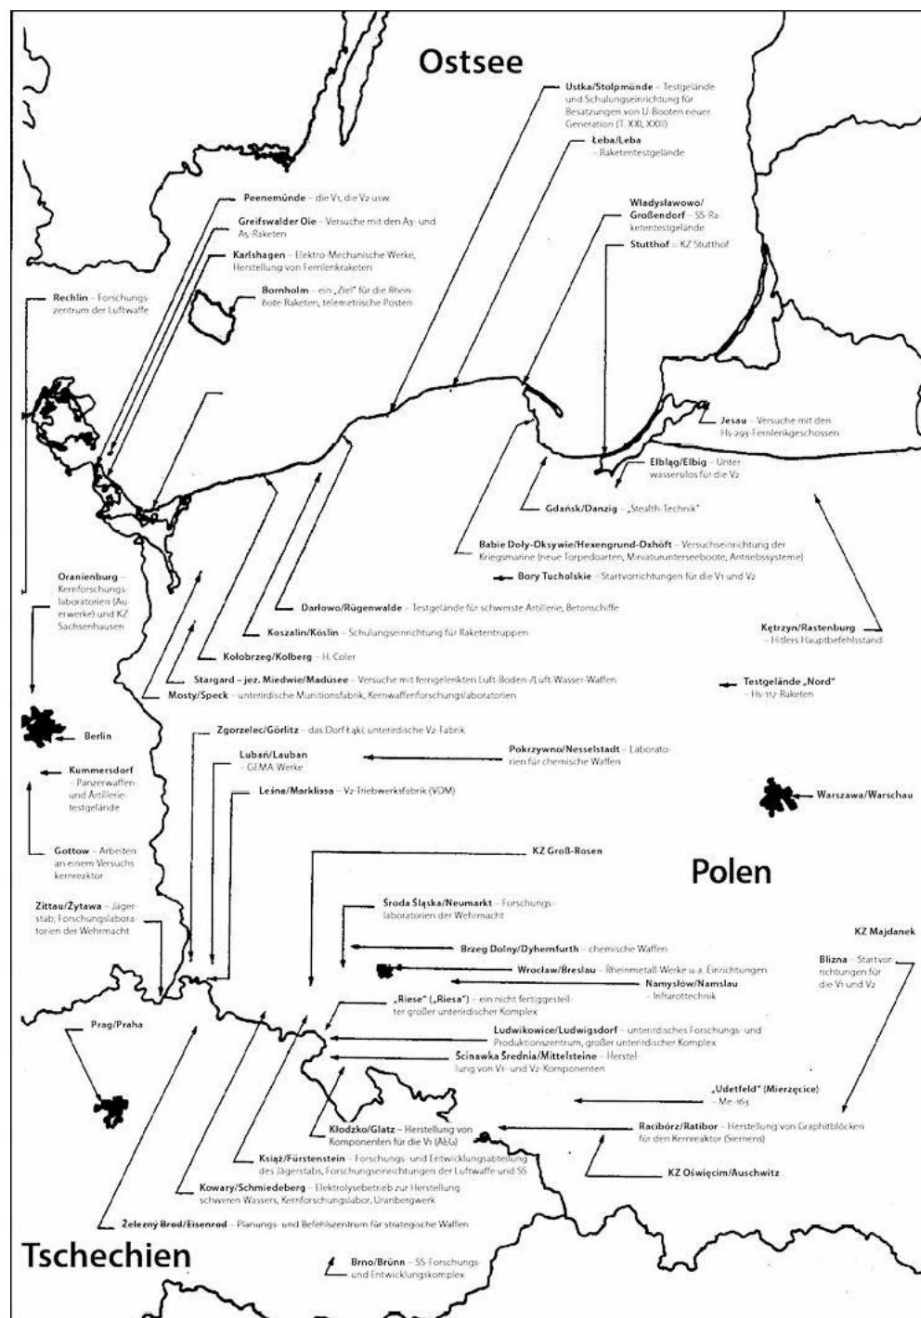 Ostsee
Ustka/Stolpmünde – Testgelände
und Schulungseinrichtung für
Besatzungen von U-Booten neuer
Generation (T. XXI, XXIII)
Łeba/Leba
– Raketentestgelände
Władysławowo/
Großendorf – SS-Ra-
ketentestgelände
Stutthof – KZ Stutthof
Peenemünde – die V1, die V2 usw.
Greifswalder Oie – Versuche mit den A3- und
A5-Raketen
Karlshagen – Elektro-Mechanische Werke,
Herstellung von Fernlenkraketen
Bornholm – ein „Ziel“ für die Rhein-
bote-Raketen, telemetrische Posten
Rechlin – Forschungs-
zentrum der Luftwaffe
Jesau – Versuche mit den
Hs-293-Fernlenkgeschossen
Elbląg/Elbig – Unter-
wassersilos für die V2
Gdańsk/Danzig – „Stealth-Technik“
Babie Doły-Oksywie/Hexengrund-Oxhöft – Versuchseinrichtung der
Kriegsmarine (neue Torpedoarten, Miniaturunterseeboote, Antriebssysteme)
Bory Tucholskie – Startvorrichtungen für die V1 und V2
Oranienburg –
Kernforschungs-
laboratorien (Au-
erwerke) und KZ
Sachsenhausen
Darłowo/Rügenwalde – Testgelände für schwerste Artillerie, Betonschiffe
Koszalin/Köslin – Schulungseinrichtung für Raketentruppen
Kętrzyn/Rastenburg
– Hitlers Hauptbefehlsstand
Kołobrzeg/Kolberg – H. Coler
Stargard – jez. Miedwie/Madüsee – Versuche mit ferngelenkten Luft-Boden-/Luft-Wasser-Waffen
Mosty/Speck – unterirdische Munitionsfabrik, Kernwaffenforschungslaboratorien
Testgelände „Nord“
– Hs-117-Raketen
Zgorzelec/Görlitz – das Dorf Łąki, unterirdische V2-Fabrik
Berlin
Lubań/Lauban
– GEMA-Werke
Pokrzywno/Nesselstadt – Laborato-
rien für chemische Waffen
Kummersdorf
– Panzerwaffen-
und Artillerie-
testgelände
Leśna/Marklissa – V2-Triebwerksfabrik (VDM)
Warszawa/Warschau
Gottow – Arbeiten
an einem Versuchs
kernreaktor
KZ Groß-Rosen
Polen
Zittau/Żytawa – Jäger-
stab, Forschungslabora-
torien der Wehrmacht
Środa Śląska/Neumarkt – Forschungs-
laboratorien der Wehrmacht
KZ Majdanek
Brzeg Dolny/Dyhernfurth – chemische Waffen
Blizna – Startvor-
richtungen für
die V1 und V2
Wrocław/Breslau – Rheinmetall-Werke u. a. Einrichtungen
Namysłów/Namslau
– Infrarottechnik
„Riese“ („Riesa“) – ein nicht fertiggestell-
ter großer unterirdischer Komplex
Prag/Praha
Ludwikowice/Ludwigsdorf – unterirdisches Forschungs- und
Produktionszentrum, großer unterirdischer Komplex
Ścinawka Średnia/Mittelsteine – Herstel-
lung von V1- und V2-Komponenten
„Udetfeld“ (Mierzęcice)
– Me-163
Kłodzko/Glatz – Herstellung von
Komponenten für die V1 (AEG)
Racibórz/Ratibor – Herstellung von Graphitblöcken
für den Kernreaktor (Siemens)
Książ/Fürstenstein – Forschungs- und Entwicklungsabteilung
des Jägerstabs, Forschungseinrichtungen der Luftwaffe und SS
KZ Oświęcim/Auschwitz
Kowary/Schmiedeberg – Elektrolysebetrieb zur Herstellung
schweren Wassers, Kernforschungslabor, Uranbergwerk
Železný Brod/Eisenrod – Planungs- und Befehlszentrum für strategische Waffen
Tschechien
Brno/Brünn – SS-Forschungs-
und Entwicklungskomplex